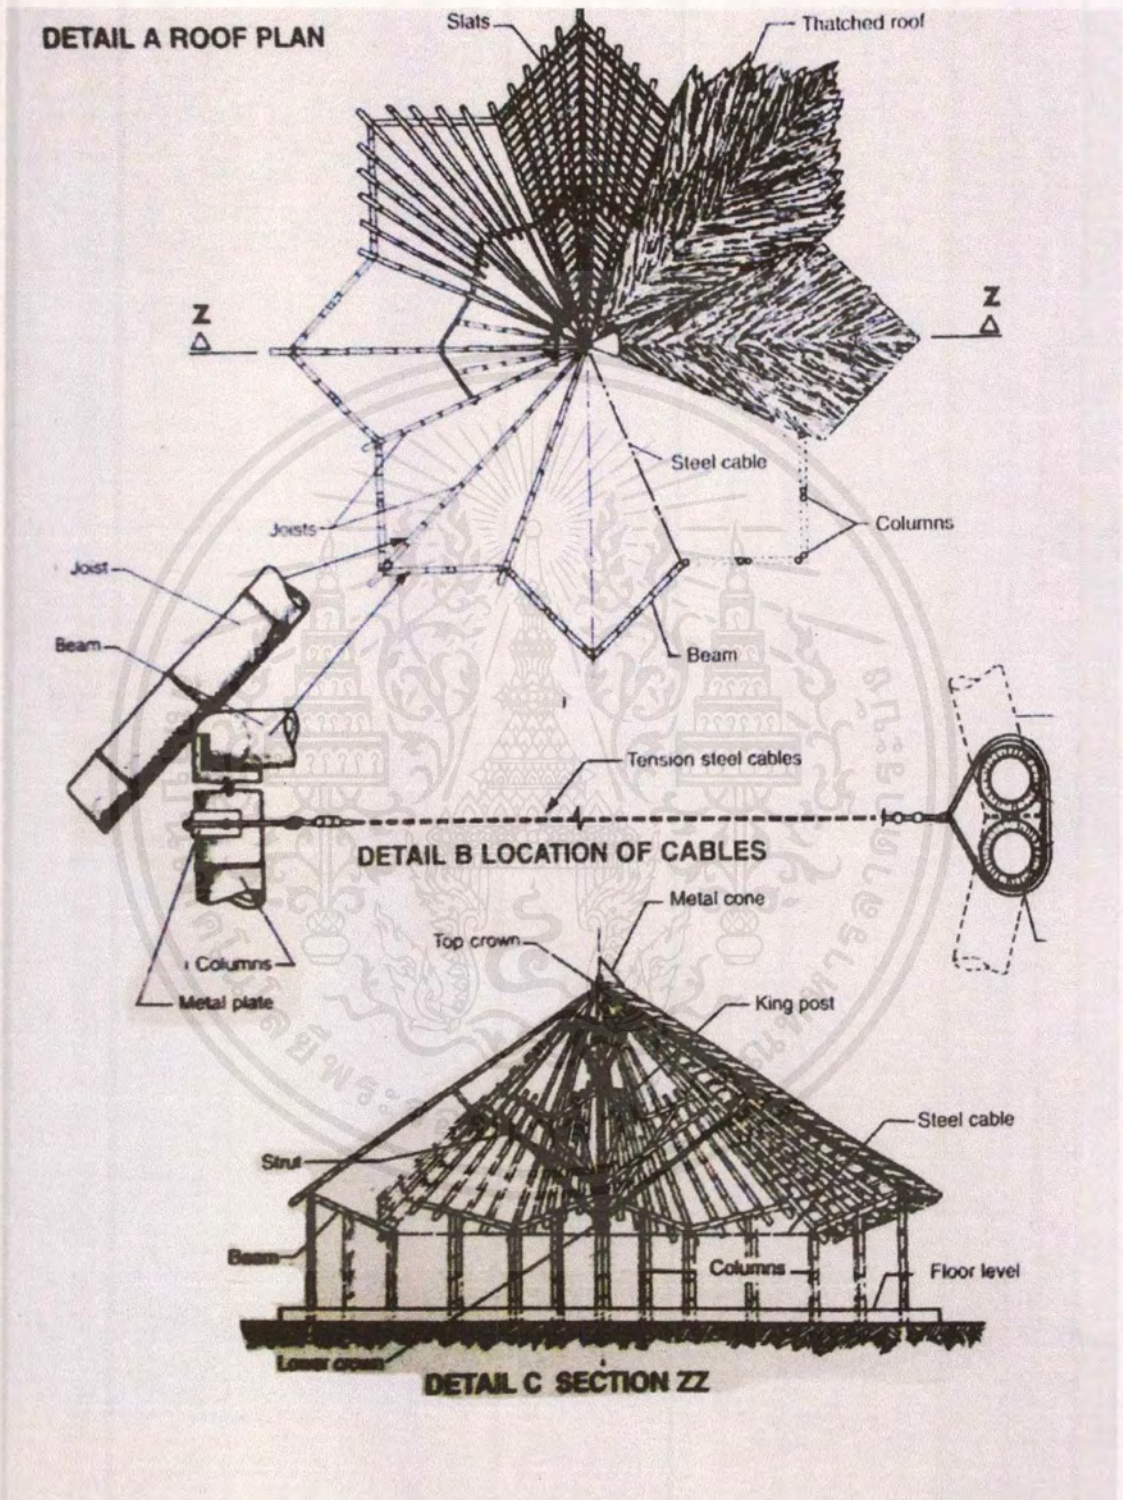 DETAIL A ROOF PLAN
Slats
Thatched roof
Z
Z
Steel cable
Columns
Joists
Joist
Beam
Beam
Tension steel cables
DETAIL B LOCATION OF CABLES
Columns
Metal plate
Metal cone
Top crown
King post
Steel cable
Strut
Beam
Columns
Floor level
Lower crown
DETAIL C SECTION ZZ